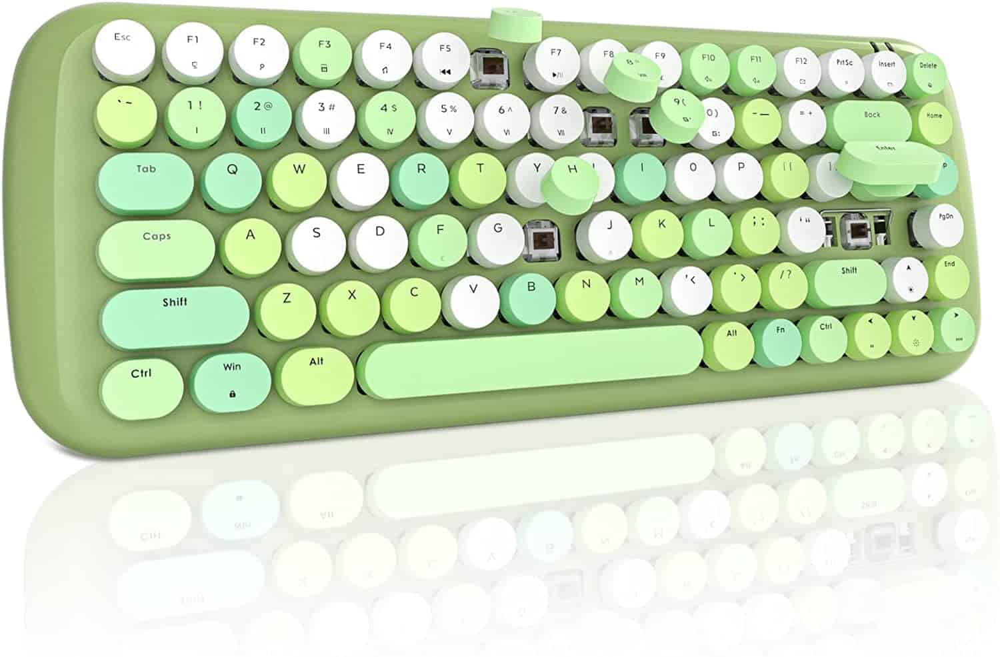 Esc F1 F2 F3 F4 F5 F7 F8 F9 F10 F11 F12 PrtSc Insert Delete
` ~ 1 ! 2 @ 3 # 4 $ 5 % 6 ^ 7 & 8 * 9 ( 0 ) - — = + Back Home
I II III IV V VI VII VIII
Tab Q W E R T Y I O P [ {
Enter
Caps A S D F G H J K L ; : ' " PgDn
Shift Z X C V B N M ' < ' > / ? Shift End
Ctrl Win Alt Alt Fn Ctrl